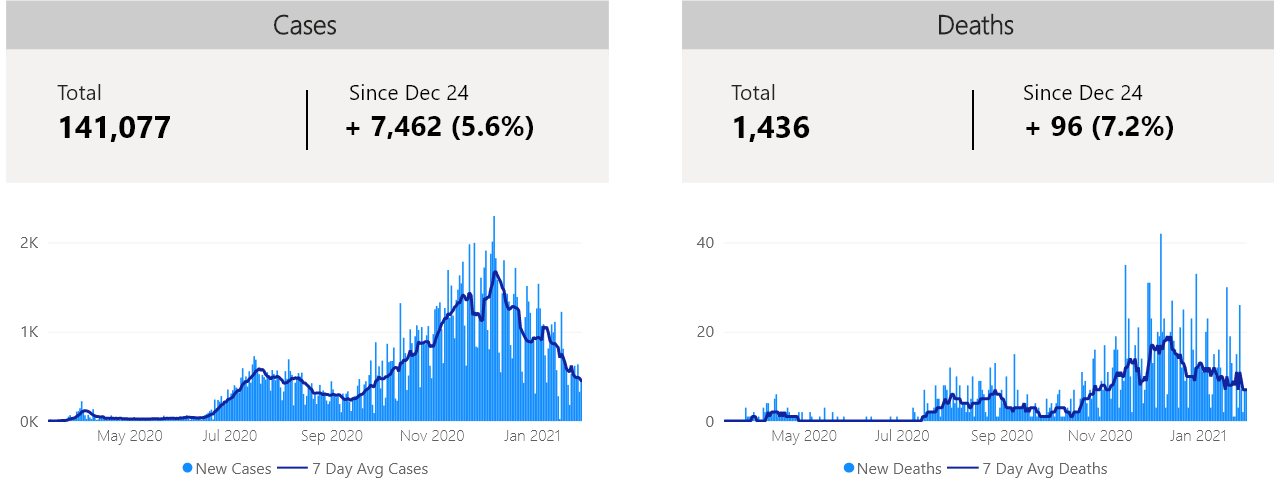 Cases
Total
141,077
Since Dec 24
+ 7,462 (5.6%)
2K
1K
0K
May 2020 Jul 2020 Sep 2020 Nov 2020 Jan 2021
New Cases 7 Day Avg Cases
Deaths
Total
1,436
Since Dec 24
+ 96 (7.2%)
40
20
0
May 2020 Jul 2020 Sep 2020 Nov 2020 Jan 2021
New Deaths 7 Day Avg Deaths